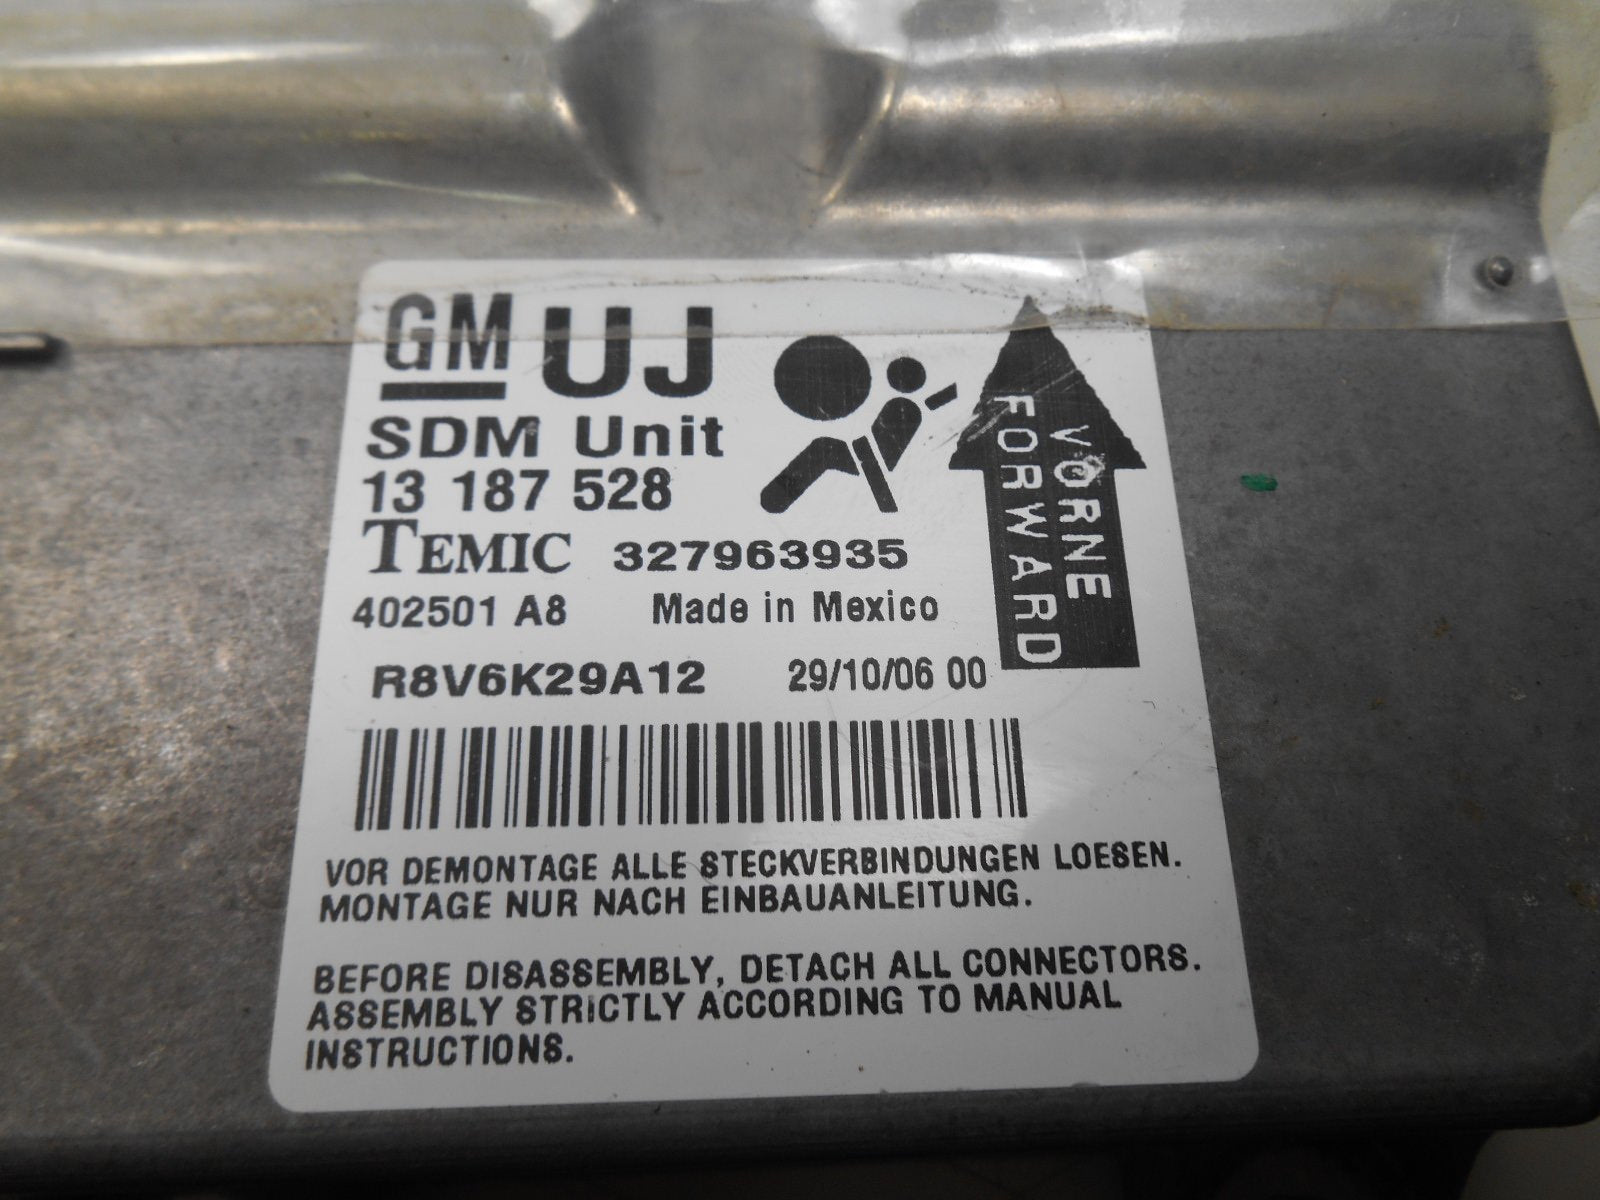 GM UJ
SDM Unit
13 187 528
TEMIC 327963935
402501 A8 Made in Mexico
R8V6K29A12 29/10/06 00
VORNE
FORWARD
VOR DEMONTAGE ALLE STECKVERBINDUNGEN LOESEN.
MONTAGE NUR NACH EINBAUANLEITUNG.
BEFORE DISASSEMBLY, DETACH ALL CONNECTORS.
ASSEMBLY STRICTLY ACCORDING TO MANUAL
INSTRUCTIONS.